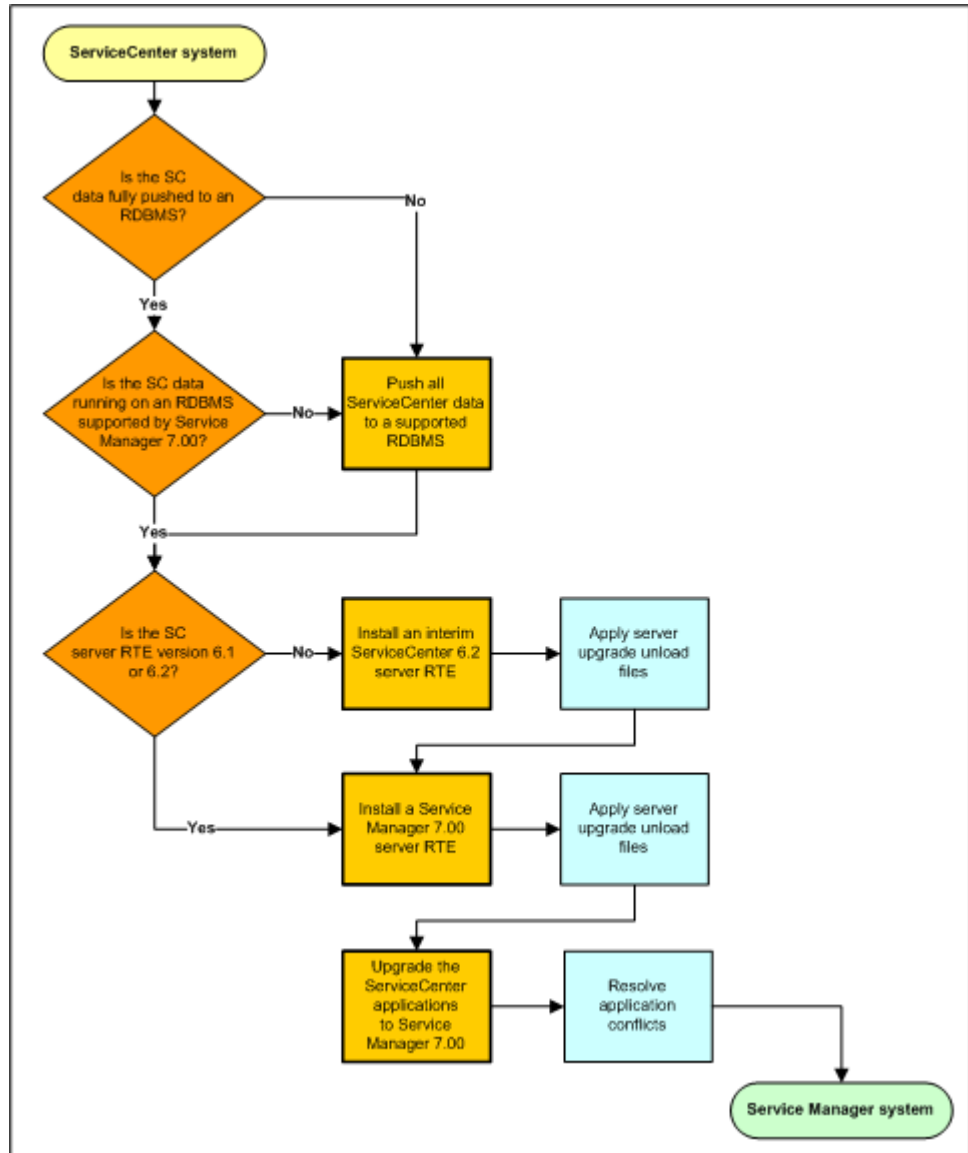 ServiceCenter system
Is the SC
data fully pushed to an
RDBMS?
No
Yes
Is the SC data
running on an RDBMS
supported by Service
Manager 7.00?
No
Push all
ServiceCenter data
to a supported
RDBMS
Yes
Is the SC
server RTE version 6.1
or 6.2?
No
Install an interim
ServiceCenter 6.2
server RTE
Apply server
upgrade unload
files
Yes
Install a Service
Manager 7.00
server RTE
Apply server
upgrade unload
files
Upgrade the
ServiceCenter
applications
to Service
Manager 7.00
Resolve
application
conflicts
Service Manager system